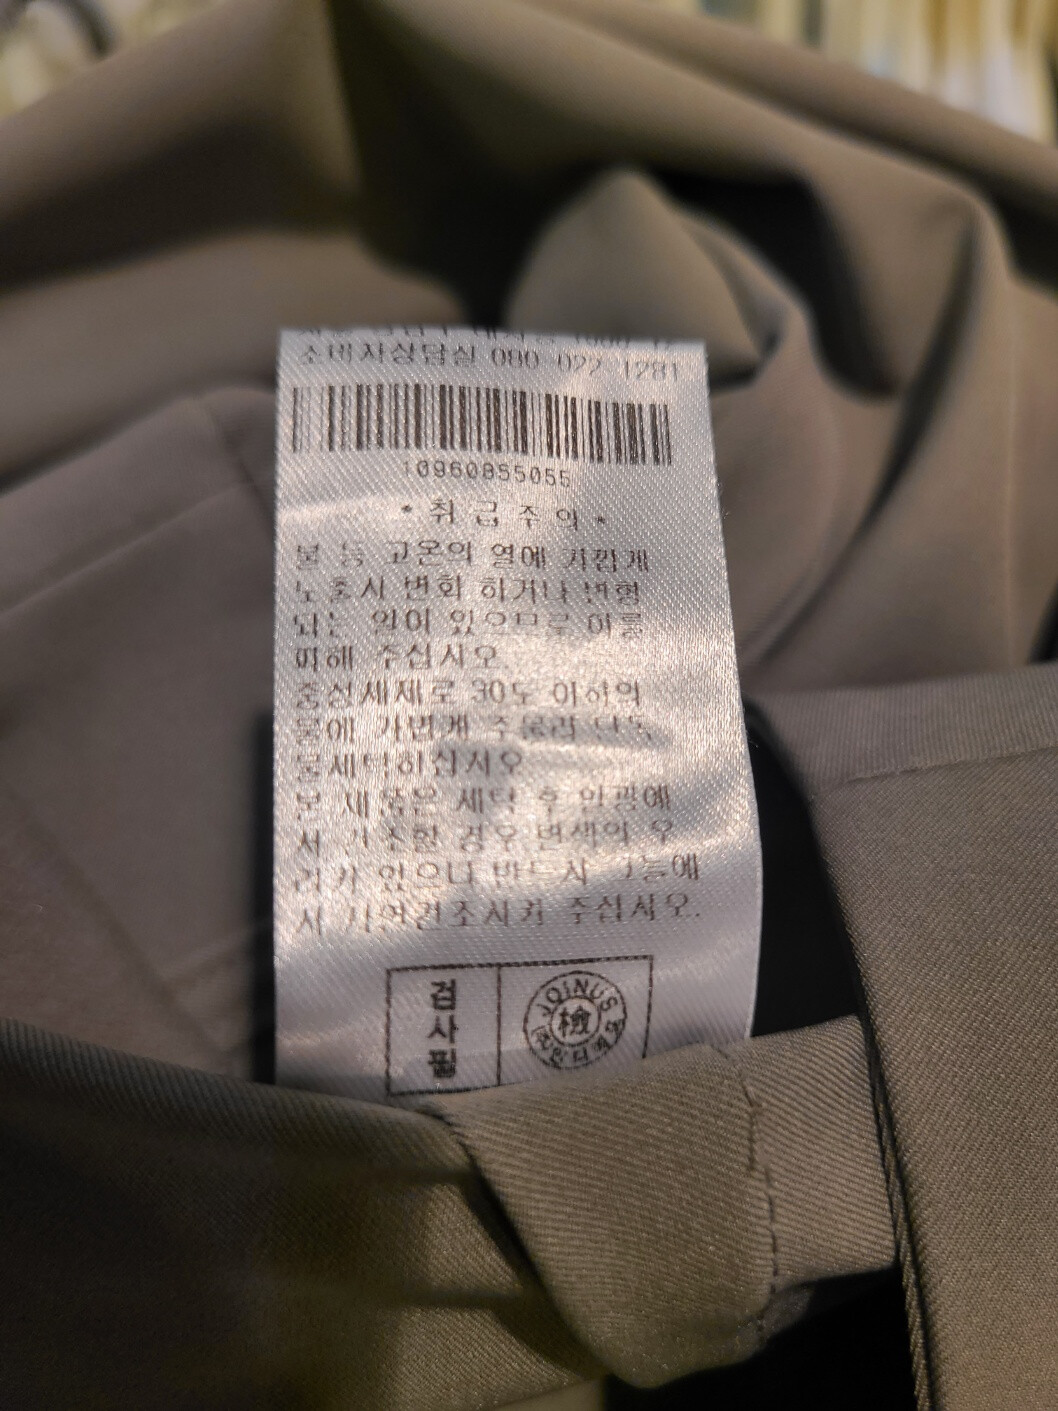 소비자상담실 080 022 1281
10960855055
* 취 급 주 의 *
불 등 고온의 열에 가깝게
노출시 변화 하거나 변형
되는 일이 있으므로 이를
피해 주십시오.
중성세제로 30도 이하의
물에 가볍게 주물러 단독
물세탁하십시오
본 제품은 세탁 후 일광에
서 건조할 경우 변색의 우
려가 있으니 반드시 그늘에
서 자연건조시켜 주십시오.
검사필
JOINUS
檢